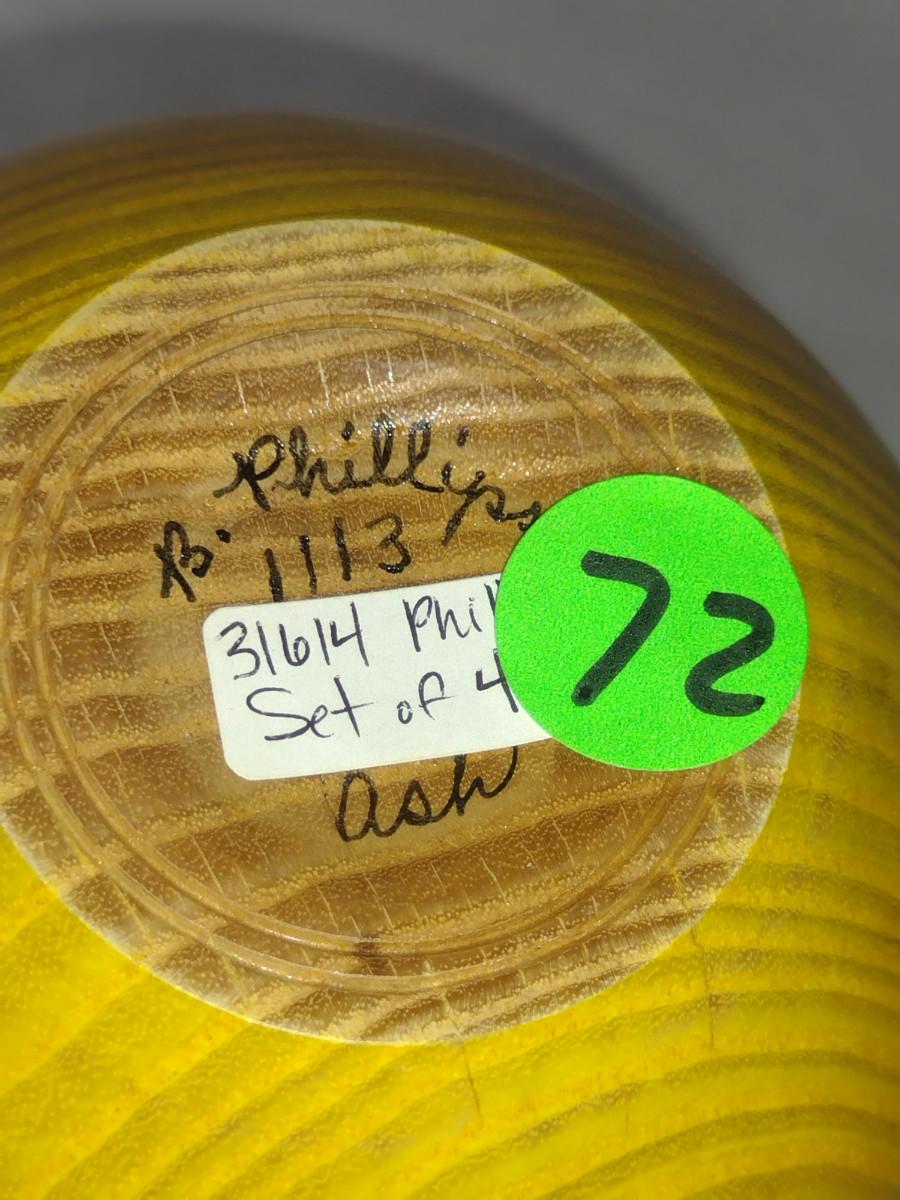 B. Phillips
1113
31614 Phil
Set of 4
ash
72